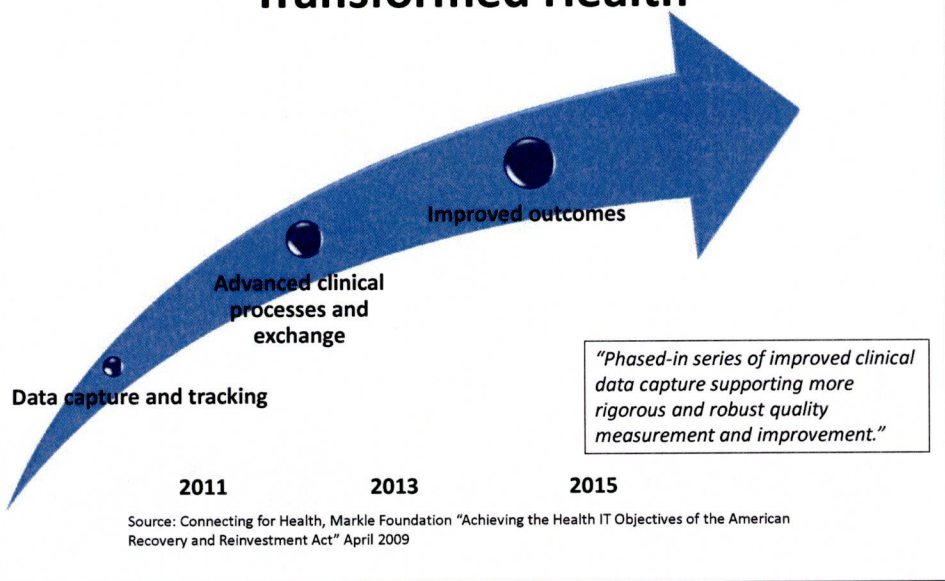 Transformed Health
Improved outcomes
Advanced clinical
processes and
exchange
Data capture and tracking
"Phased-in series of improved clinical
data capture supporting more
rigorous and robust quality
measurement and improvement."
2011 2013 2015
Source: Connecting for Health, Markle Foundation "Achieving the Health IT Objectives of the American
Recovery and Reinvestment Act" April 2009